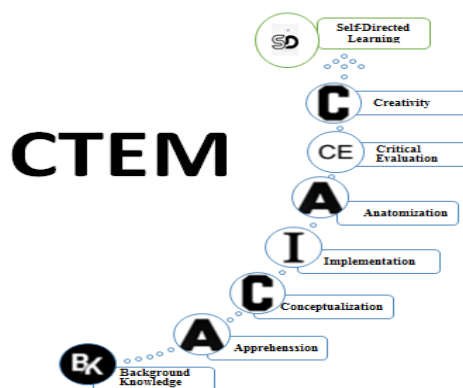 SD
Self-Directed
Learning
C
Creativity
CTEM
CE
Critical
Evaluation
A
Anatomization
I
Implementation
C
Conceptualization
A
Apprehenssion
BK
Background
Knowledge